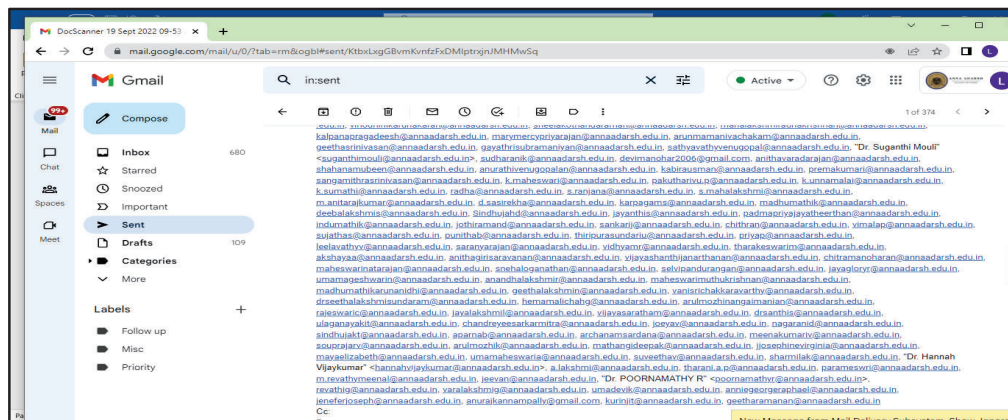 DocScanner 19 Sept 2022 09-53
mail.google.com/mail/u/0/?tab=rm&ogbl#sent/KtbxLxgGBvmKvnfzFxDMlptrxjnJMHMwSq
Gmail
in:sent
Active
99+
Mail
Compose
1 of 374
Chat
Inbox 680
Spaces
Starred
Snoozed
Meet
Important
Sent
Drafts 109
Categories
More
Labels
Follow up
Misc
Priority
kalpanapragadeesh@annaadarsh.edu.in, marymercypriyarajan@annaadarsh.edu.in, arunmamanivachakam@annaadarsh.edu.in,
geethasrinivasan@annaadarsh.edu.in, gayathrisubramaniyan@annaadarsh.edu.in, sathyavathyvenugopal@annaadarsh.edu.in, "Dr. Suganthi Mouli"
<suganthimouli@annaadarsh.edu.in>, sudharanik@annaadarsh.edu.in, devimanohar2006@gmail.com, anithavaradarajan@annaadarsh.edu.in,
shahanamubeen@annaadarsh.edu.in, anurathivenugopalan@annaadarsh.edu.in, kabirausman@annaadarsh.edu.in, premakumari@annaadarsh.edu.in,
sangamithrasrinivasan@annaadarsh.edu.in, k.maheswari@annaadarsh.edu.in, pakutharivu.p@annaadarsh.edu.in, k.unnamalai@annaadarsh.edu.in,
k.sumathi@annaadarsh.edu.in, radha@annaadarsh.edu.in, s.ranjana@annaadarsh.edu.in, s.mahalakshmi@annaadarsh.edu.in,
m.anitarajkumar@annaadarsh.edu.in, d.sasirekha@annaadarsh.edu.in, karpagams@annaadarsh.edu.in, madhumathik@annaadarsh.edu.in,
deebalakshmis@annaadarsh.edu.in, Sindhujahd@annaadarsh.edu.in, jayanthis@annaadarsh.edu.in, padmapriyajayatheerthan@annaadarsh.edu.in,
indumathik@annaadarsh.edu.in, jothiramand@annaadarsh.edu.in, sankarij@annaadarsh.edu.in, chithran@annaadarsh.edu.in, vimalap@annaadarsh.edu.in,
sujathas@annaadarsh.edu.in, punithab@annaadarsh.edu.in, thiripurasundariu@annaadarsh.edu.in, priyap@annaadarsh.edu.in,
leelavathyv@annaadarsh.edu.in, saranyarajan@annaadarsh.edu.in, vidhyamr@annaadarsh.edu.in, tharakeswarim@annaadarsh.edu.in,
akshayaa@annaadarsh.edu.in, anithagirisaravanan@annaadarsh.edu.in, vijayashanthijanarthanan@annaadarsh.edu.in, chitramanoharan@annaadarsh.edu.in,
maheswarinatarajan@annaadarsh.edu.in, snehaloganathan@annaadarsh.edu.in, selvipandurangan@annaadarsh.edu.in, jayagloryr@annaadarsh.edu.in,
umamageshwarin@annaadarsh.edu.in, anandhalakshmir@annaadarsh.edu.in, maheswarimuthukrishnan@annaadarsh.edu.in,
madhumathikarunanidhi@annaadarsh.edu.in, geethalakshmin@annaadarsh.edu.in, vanisrichakkaravarthy@annaadarsh.edu.in,
drseethalakshmisundaram@annaadarsh.edu.in, hemamalichahg@annaadarsh.edu.in, arulmozhinangaimanian@annaadarsh.edu.in,
rajeswaric@annaadarsh.edu.in, jayalakshmil@annaadarsh.edu.in, vijayasaratham@annaadarsh.edu.in, drsanthis@annaadarsh.edu.in,
ulaganayakit@annaadarsh.edu.in, chandreyeesarkarmitra@annaadarsh.edu.in, joeyav@annaadarsh.edu.in, nagaranid@annaadarsh.edu.in,
sindhujakt@annaadarsh.edu.in, aparnab@annaadarsh.edu.in, archanamsardana@annaadarsh.edu.in, meenakumariv@annaadarsh.edu.in,
souprajarv@annaadarsh.edu.in, arulmozhik@annaadarsh.edu.in, mathangideepak@annaadarsh.edu.in, jjosephinevirginia@annaadarsh.edu.in,
mayaelizabeth@annaadarsh.edu.in, umamaheswaria@annaadarsh.edu.in, suveethav@annaadarsh.edu.in, sharmilak@annaadarsh.edu.in, "Dr. Hannah
Vijaykumar" <hannahvijaykumar@annaadarsh.edu.in>, a.lakshmi@annaadarsh.edu.in, tharani.a.p@annaadarsh.edu.in, parameswri@annaadarsh.edu.in,
m.revathymeenal@annaadarsh.edu.in, jeevan@annaadarsh.edu.in, "Dr. POORNAMATHY R" <poornamathyr@annaadarsh.edu.in>,
revathig@annaadarsh.edu.in, varalakshmig@annaadarsh.edu.in, umadevik@annaadarsh.edu.in, anniegeorgeraphael@annaadarsh.edu.in,
jeneferjoseph@annaadarsh.edu.in, anurajkannampally@gmail.com, kurinjit@annaadarsh.edu.in, geetharamanan@annaadarsh.edu.in
Cc: